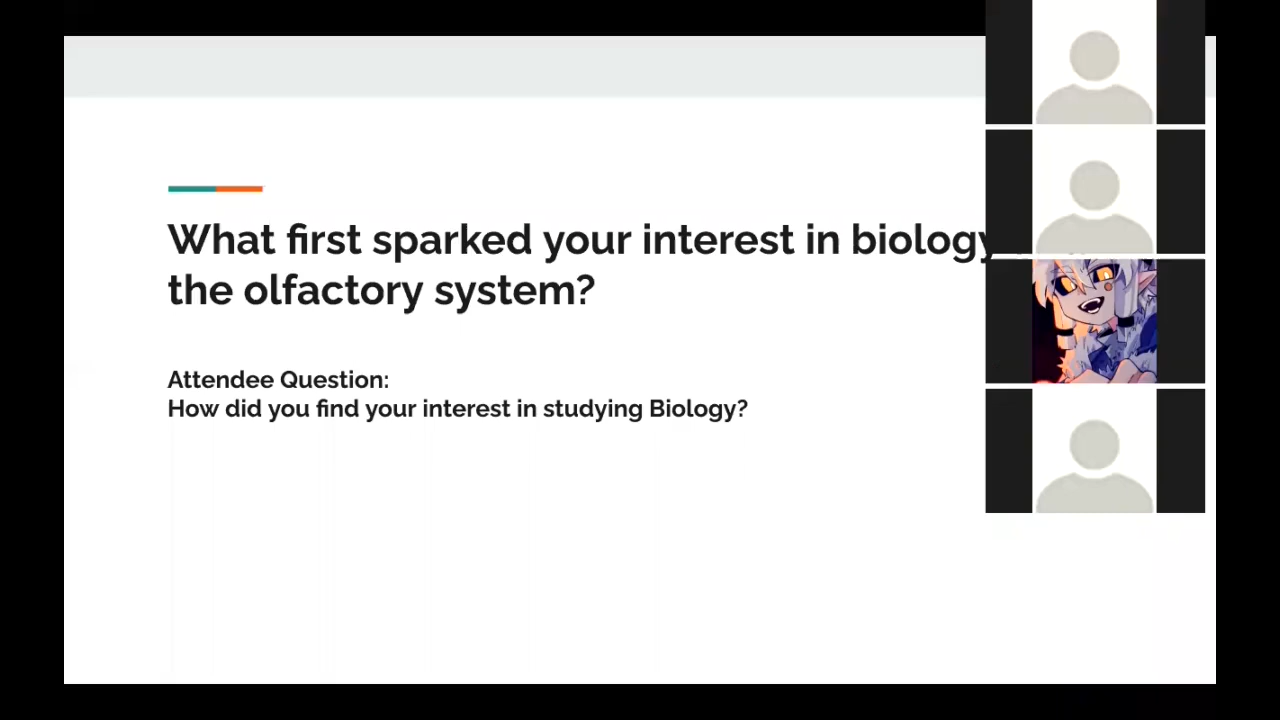 What first sparked your interest in biology
the olfactory system?
Attendee Question:
How did you find your interest in studying Biology?